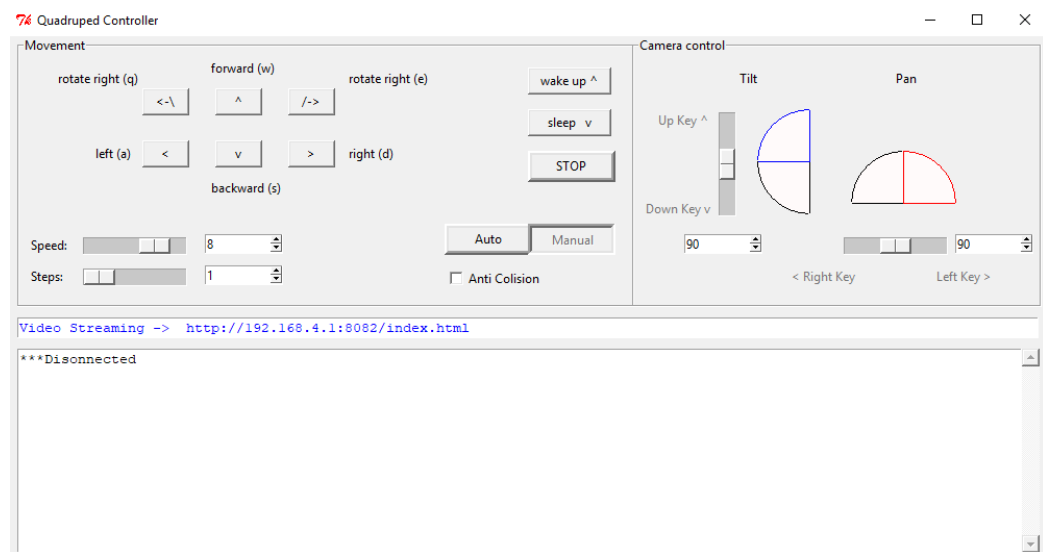 Quadruped Controller
Movement
Camera control
rotate right (q) forward (w) rotate right (e)
<-\ ^ /->
left (a) < v > right (d)
backward (s)
wake up ^
sleep v
STOP
Speed: 8
Steps: 1
Auto Manual
Anti Colision
Tilt Pan
Up Key ^
Down Key v
90 90
< Right Key Left Key >
Video Streaming -> http://192.168.4.1:8082/index.html
***Disonnected